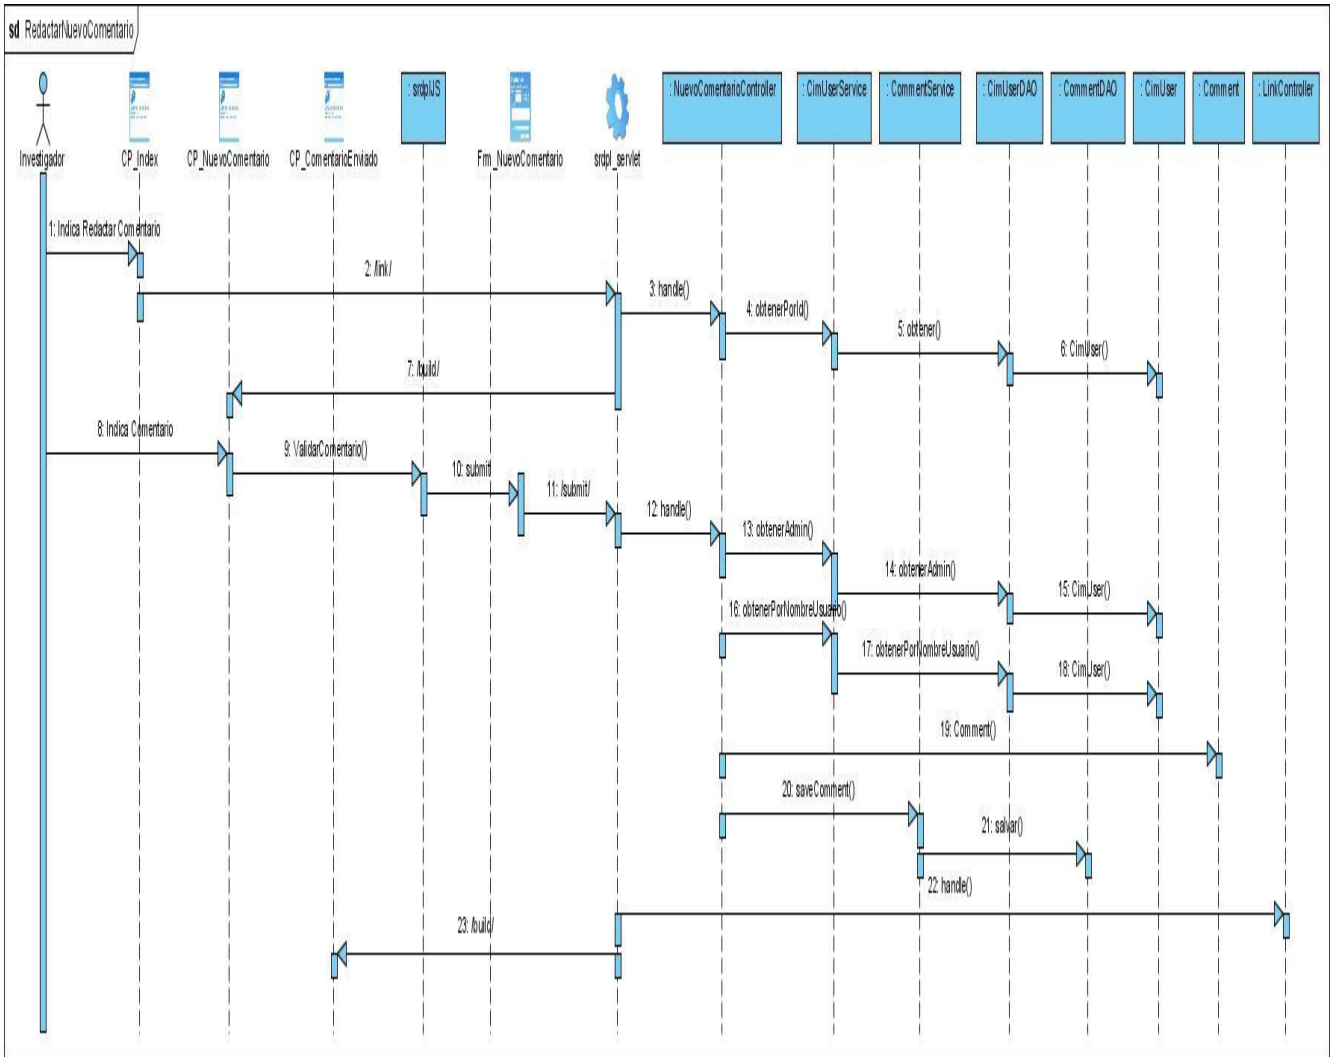 sd RedactarNuevoComentario
Investigador
CP_Index
CP_NuevoComentario
CP_ComentarioEnviado
: srdplJS
Frm_NuevoComentario
srdpl_servlet
: NuevoComentarioController
: CimUserService
: CommentService
: CimUserDAO
: CommentDAO
: CimUser
: Comment
: LinkController
1: Indica Redactar Comentario
2: /link/
3: handle()
4: obtenerPorId()
5: obtener()
6: CimUser()
7: /build/
8: Indica Comentario
9: ValidarComentario()
10: submit
11: /submit/
12: handle()
13: obtenerAdmin()
14: obtenerAdmin()
15: CimUser()
16: obtenerPorNombreUsuario()
17: obtenerPorNombreUsuario()
18: CimUser()
19: Comment()
20: saveComment()
21: salvar()
22: handle()
23: /build/